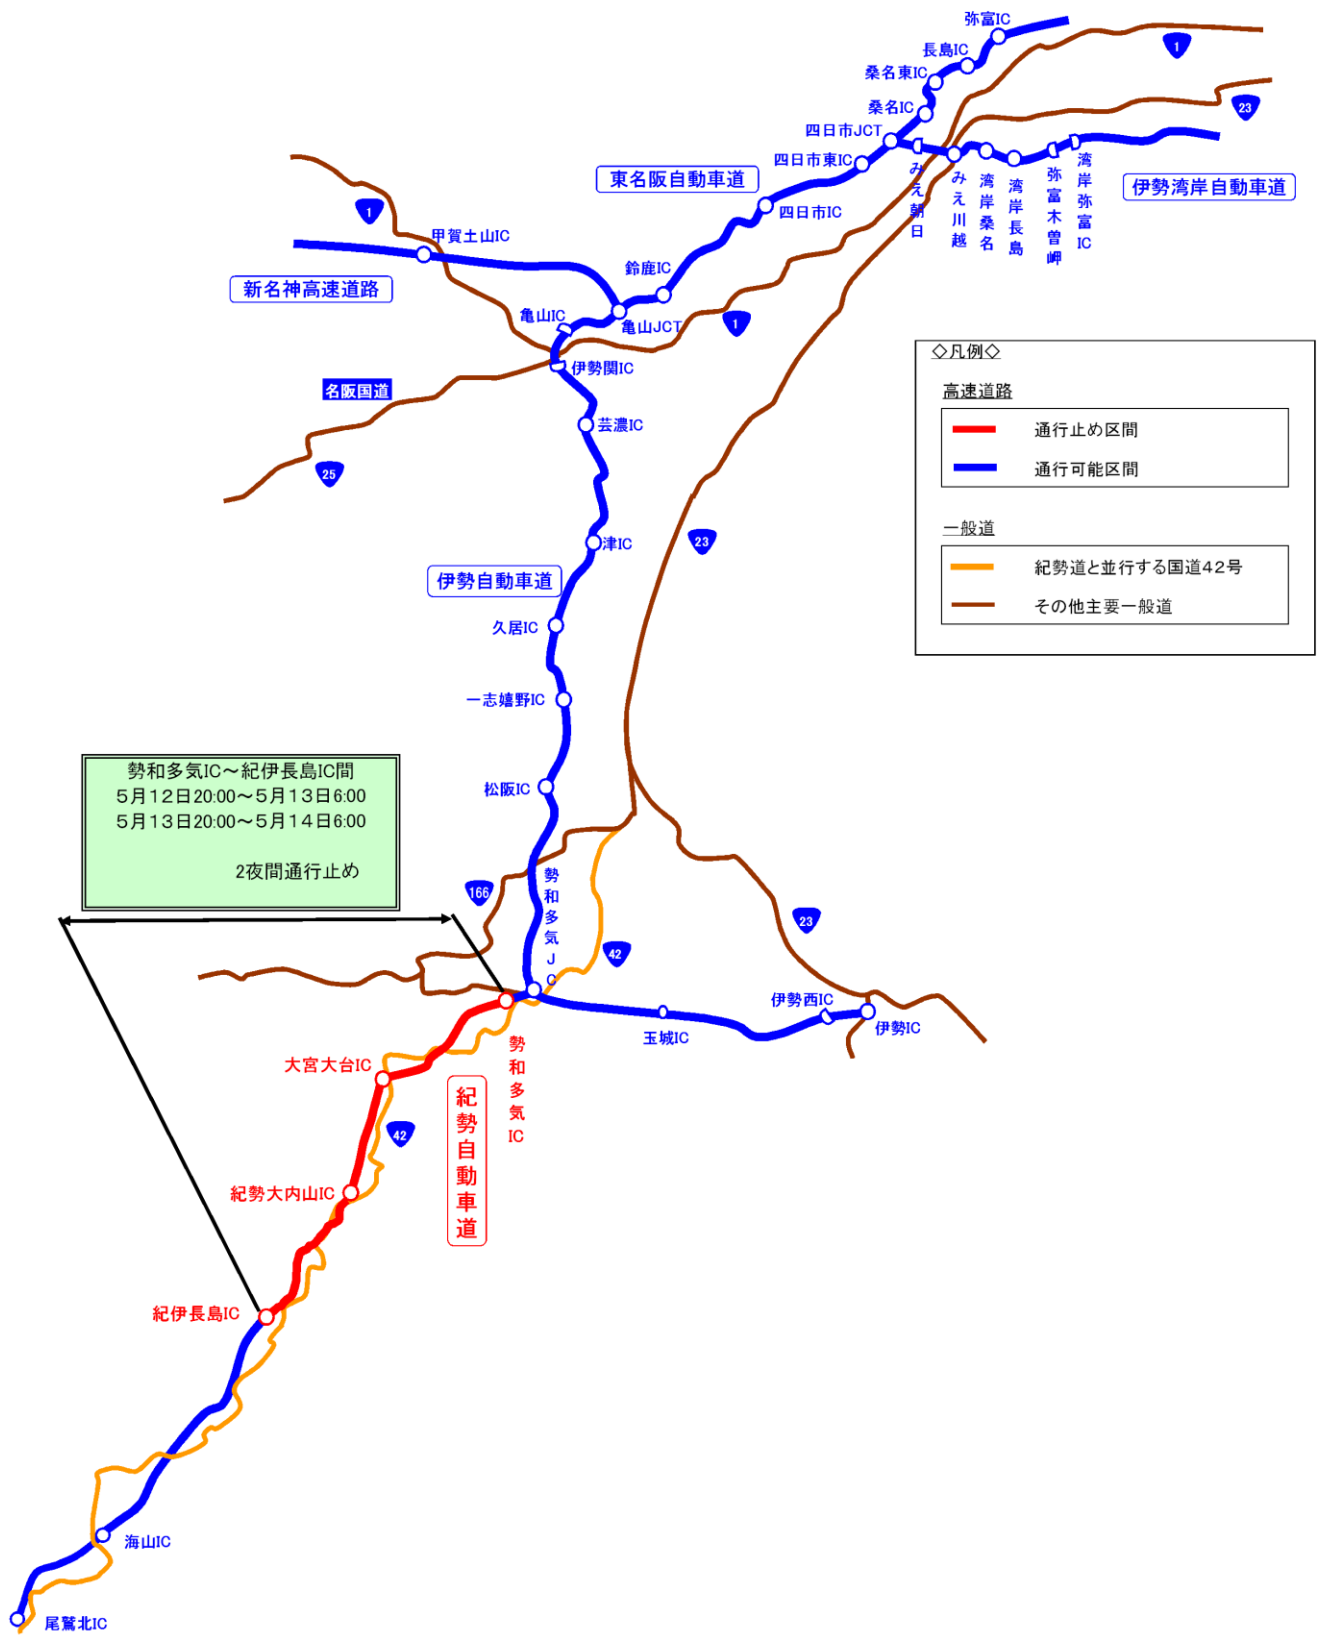 弥富IC
長島IC
桑名東IC
桑名IC
四日市JCT
四日市東IC
四日市IC
東名阪自動車道
1
23
みえ朝日
みえ川越
湾岸桑名
湾岸長島
弥富木曽岬
湾岸弥富IC
伊勢湾岸自動車道
1
甲賀土山IC
新名神高速道路
鈴鹿IC
亀山IC
亀山JCT
1
伊勢関IC
名阪国道
25
芸濃IC
◇凡例◇
高速道路
通行止め区間
通行可能区間
一般道
紀勢道と並行する国道42号
その他主要一般道
23
津IC
伊勢自動車道
久居IC
一志嬉野IC
松阪IC
勢和多気IC～紀伊長島IC間
5月12日20:00～5月13日6:00
5月13日20:00～5月14日6:00
2夜間通行止め
166
勢和多気JC
42
23
伊勢西IC
伊勢IC
玉城IC
勢和多気IC
大宮大台IC
紀勢自動車道
42
紀勢大内山IC
紀伊長島IC
海山IC
尾鷲北IC